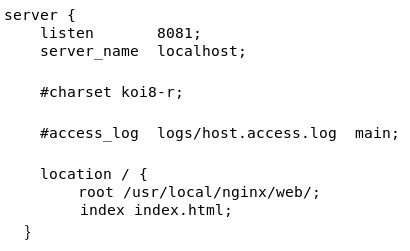 server {
listen       8081;
server_name  localhost;
#charset koi8-r;
#access_log  logs/host.access.log  main;
location / {
root /usr/local/nginx/web/;
index index.html;
}